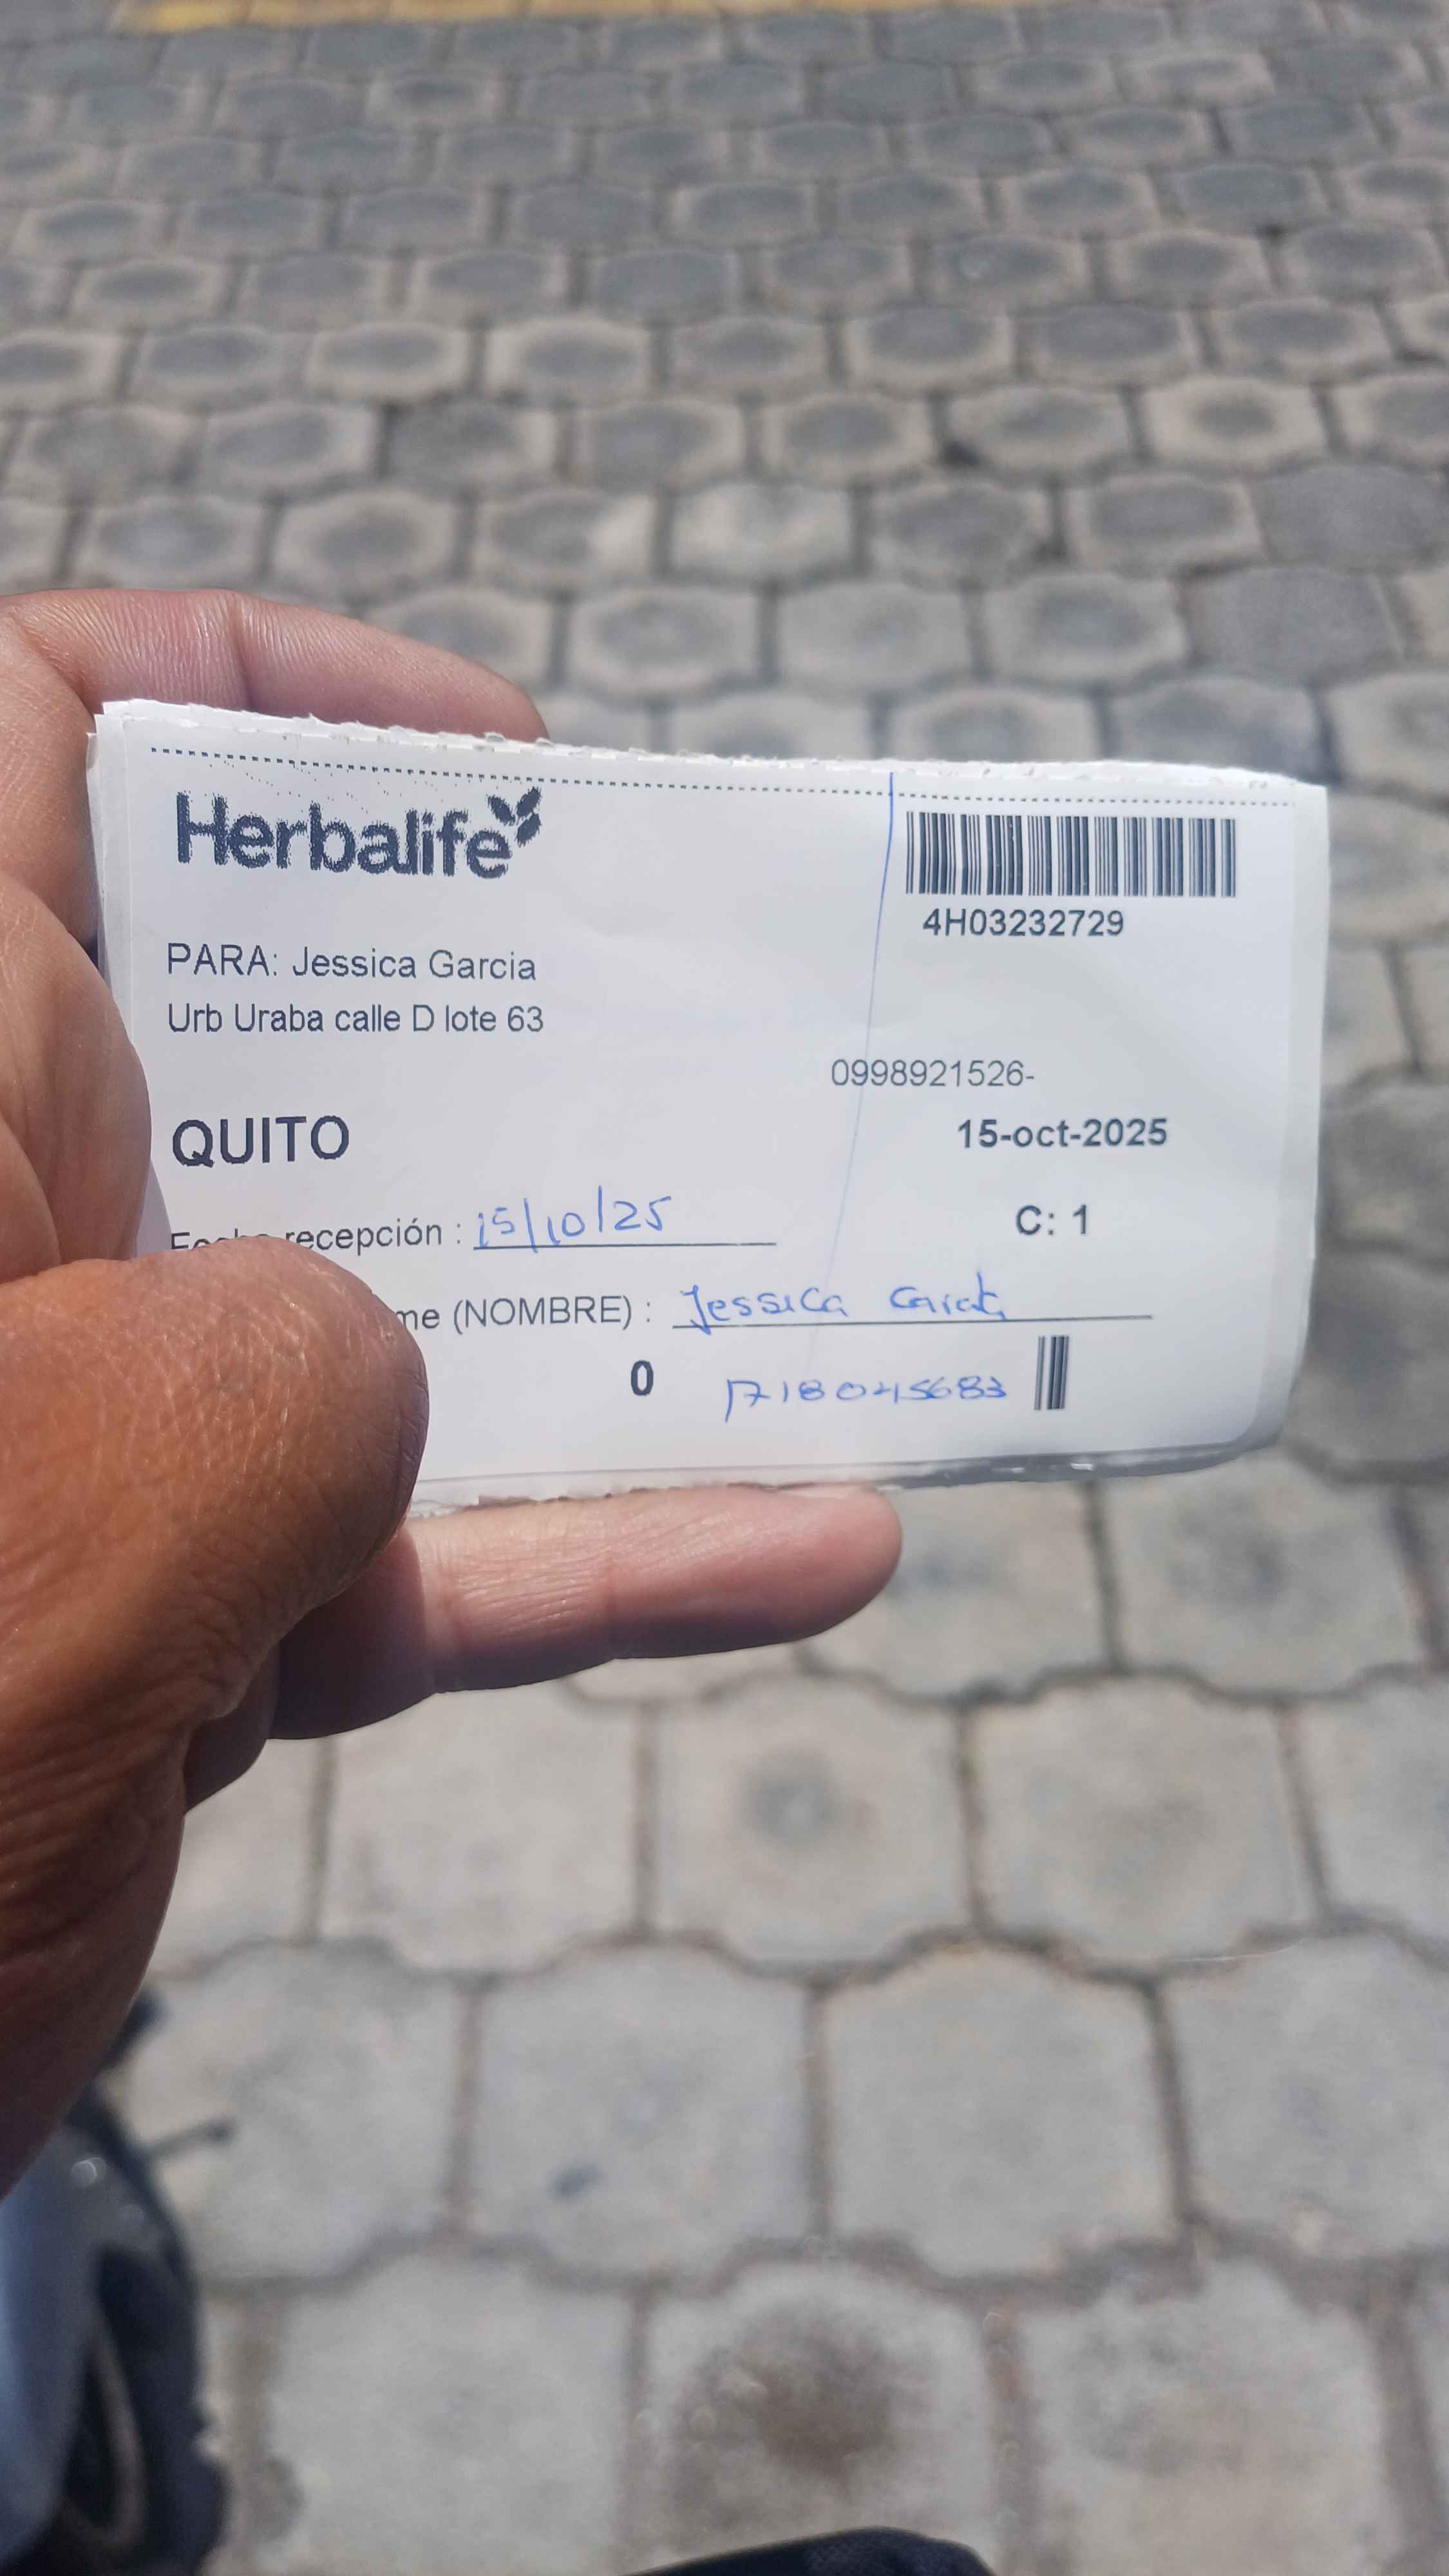 Herbalife
4H03232729
PARA: Jessica Garcia
Urb Uraba calle D lote 63
0998921526-
QUITO
15-oct-2025
recepción : 15/10/25
C: 1
me (NOMBRE) : Jessica
0 1718045683